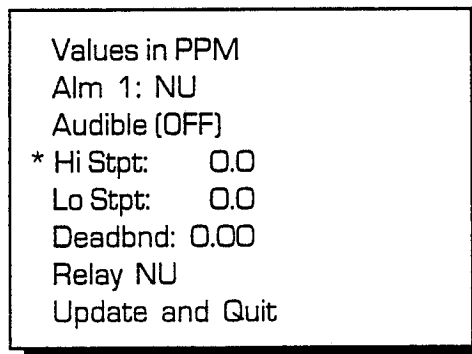 Values in PPM
Alm 1: NU
Audible (OFF)
* Hi Stpt: 0.0
Lo Stpt: 0.0
Deadbnd: 0.00
Relay NU
Update and Quit